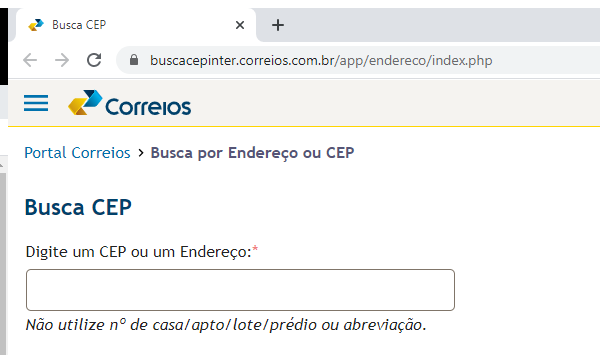 Busca CEP
buscacepinter.correios.com.br/app/endereco/index.php
Correios
Portal Correios > Busca por Endereço ou CEP
Busca CEP
Digite um CEP ou um Endereço:*
Não utilize nº de casa/apto/lote/prédio ou abreviação.